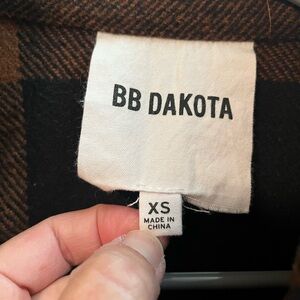 BB DAKOTA
XS
MADE IN
CHINA